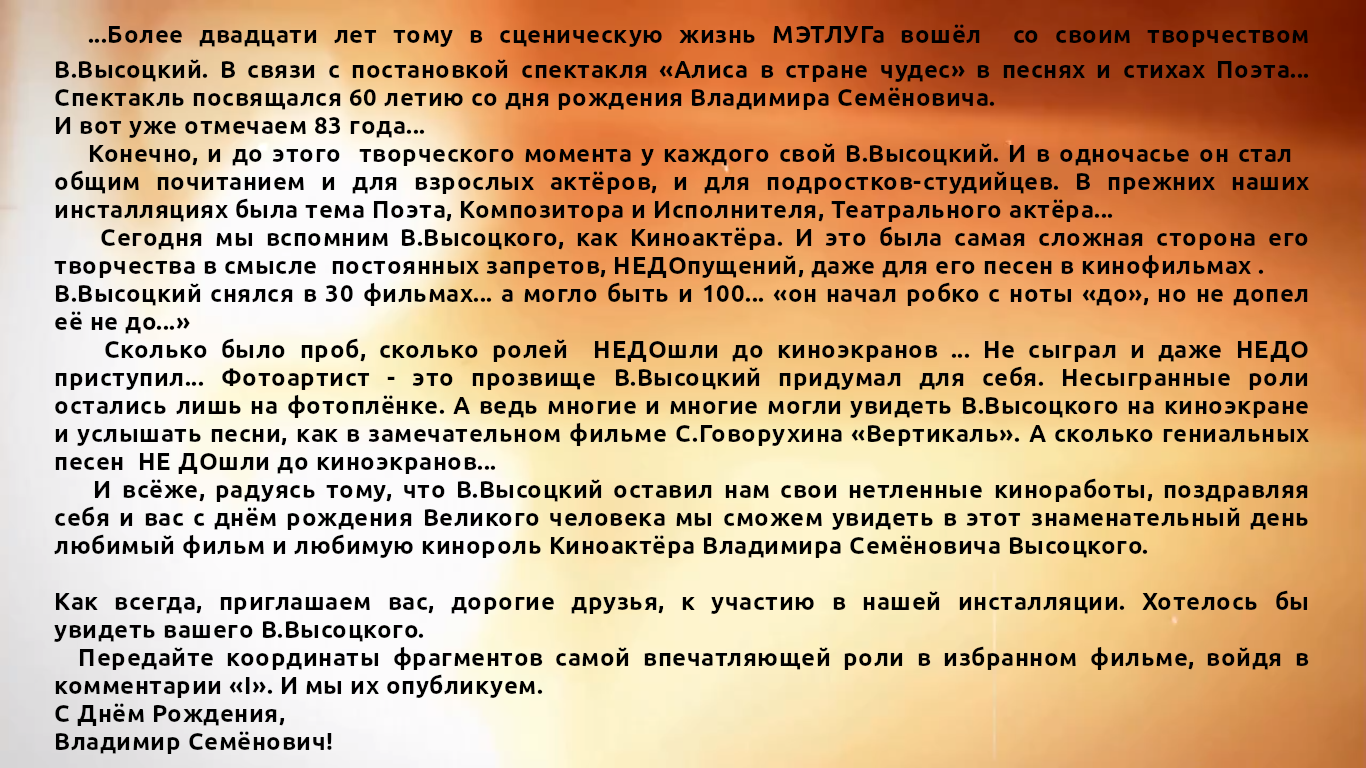 ...Более двадцати лет тому в сценическую жизнь МЭТЛУГа вошёл со своим творчеством
В.Высоцкий. В связи с постановкой спектакля «Алиса в стране чудес» в песнях и стихах Поэта...
Спектакль посвящался 60 летию со дня рождения Владимира Семёновича.
И вот уже отмечаем 83 года...
Конечно, и до этого творческого момента у каждого свой В.Высоцкий. И в одночасье он стал
общим почитанием и для взрослых актёров, и для подростков-студийцев. В прежних наших
инсталляциях была тема Поэта, Композитора и Исполнителя, Театрального актёра...
Сегодня мы вспомним В.Высоцкого, как Киноактёра. И это была самая сложная сторона его
творчества в смысле постоянных запретов, НЕДОпущений, даже для его песен в кинофильмах .
В.Высоцкий снялся в 30 фильмах... а могло быть и 100... «он начал робко с ноты «до», но не допел
её не до...»
Сколько было проб, сколько ролей НЕДОшли до киноэкранов ... Не сыграл и даже НЕДО
приступил... Фотоартист - это прозвище В.Высоцкий придумал для себя. Несыгранные роли
остались лишь на фотоплёнке. А ведь многие и многие могли увидеть В.Высоцкого на киноэкране
и услышать песни, как в замечательном фильме С.Говорухина «Вертикаль». А сколько гениальных
песен НЕ ДОшли до киноэкранов...
И всёже, радуясь тому, что В.Высоцкий оставил нам свои нетленные киноработы, поздравляя
себя и вас с днём рождения Великого человека мы сможем увидеть в этот знаменательный день
любимый фильм и любимую кинороль Киноактёра Владимира Семёновича Высоцкого.
Как всегда, приглашаем вас, дорогие друзья, к участию в нашей инсталляции. Хотелось бы
увидеть вашего В.Высоцкого.
Передайте координаты фрагментов самой впечатляющей роли в избранном фильме, войдя в
комментарии «I». И мы их опубликуем.
С Днём Рождения,
Владимир Семёнович!